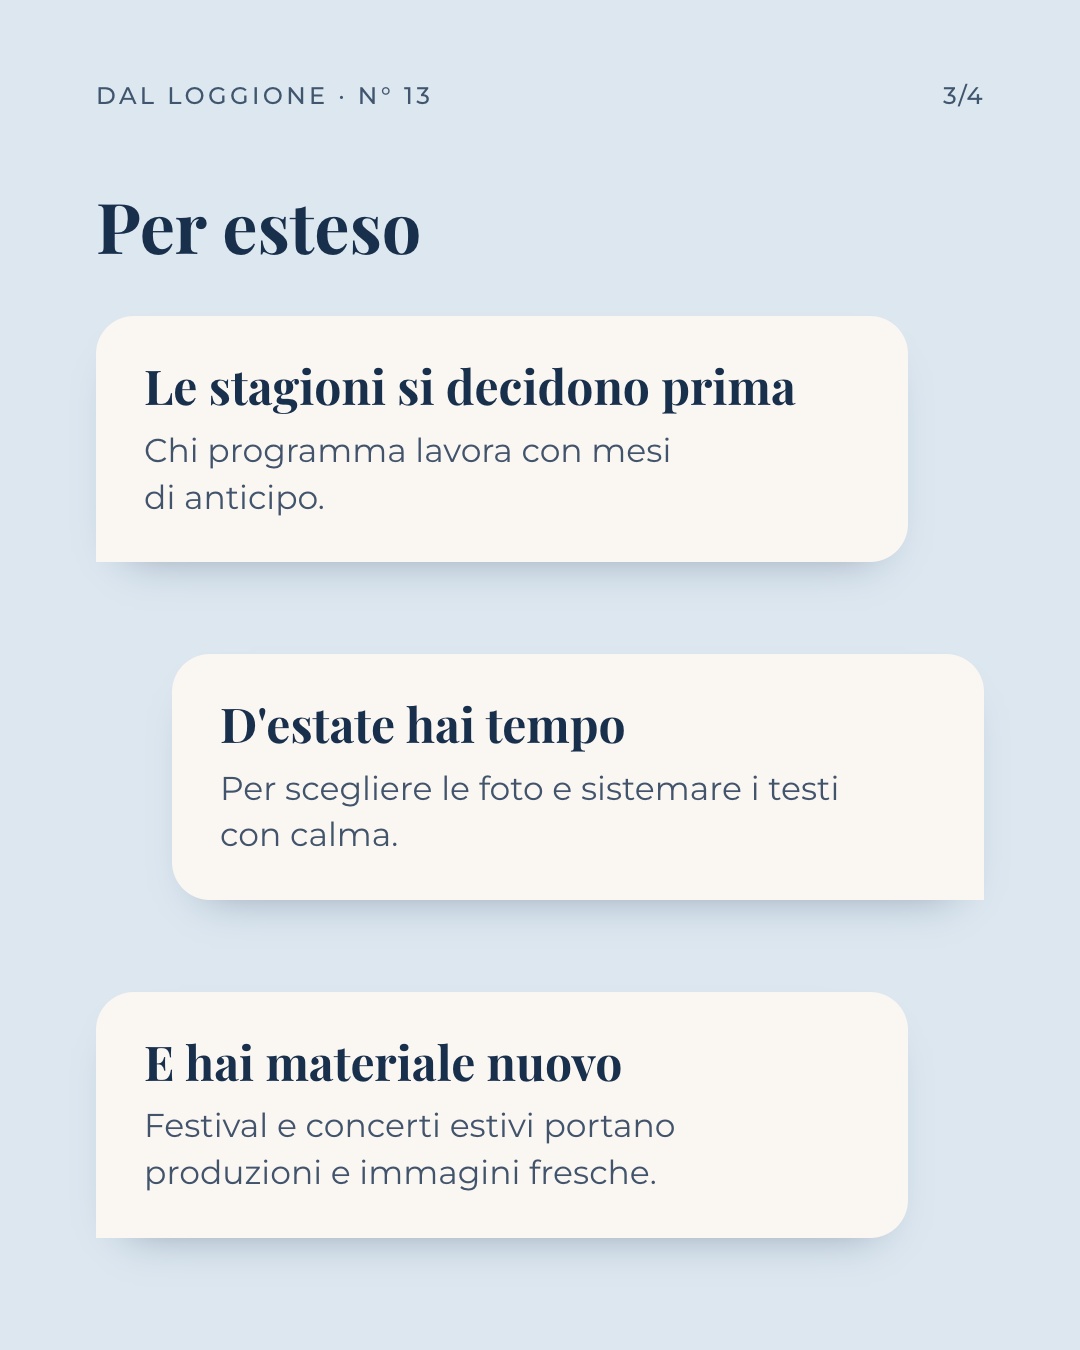 DAL LOGGIONE · N° 13
3/4
Per esteso
Le stagioni si decidono prima
Chi programma lavora con mesi
di anticipo.
D'estate hai tempo
Per scegliere le foto e sistemare i testi
con calma.
E hai materiale nuovo
Festival e concerti estivi portano
produzioni e immagini fresche.